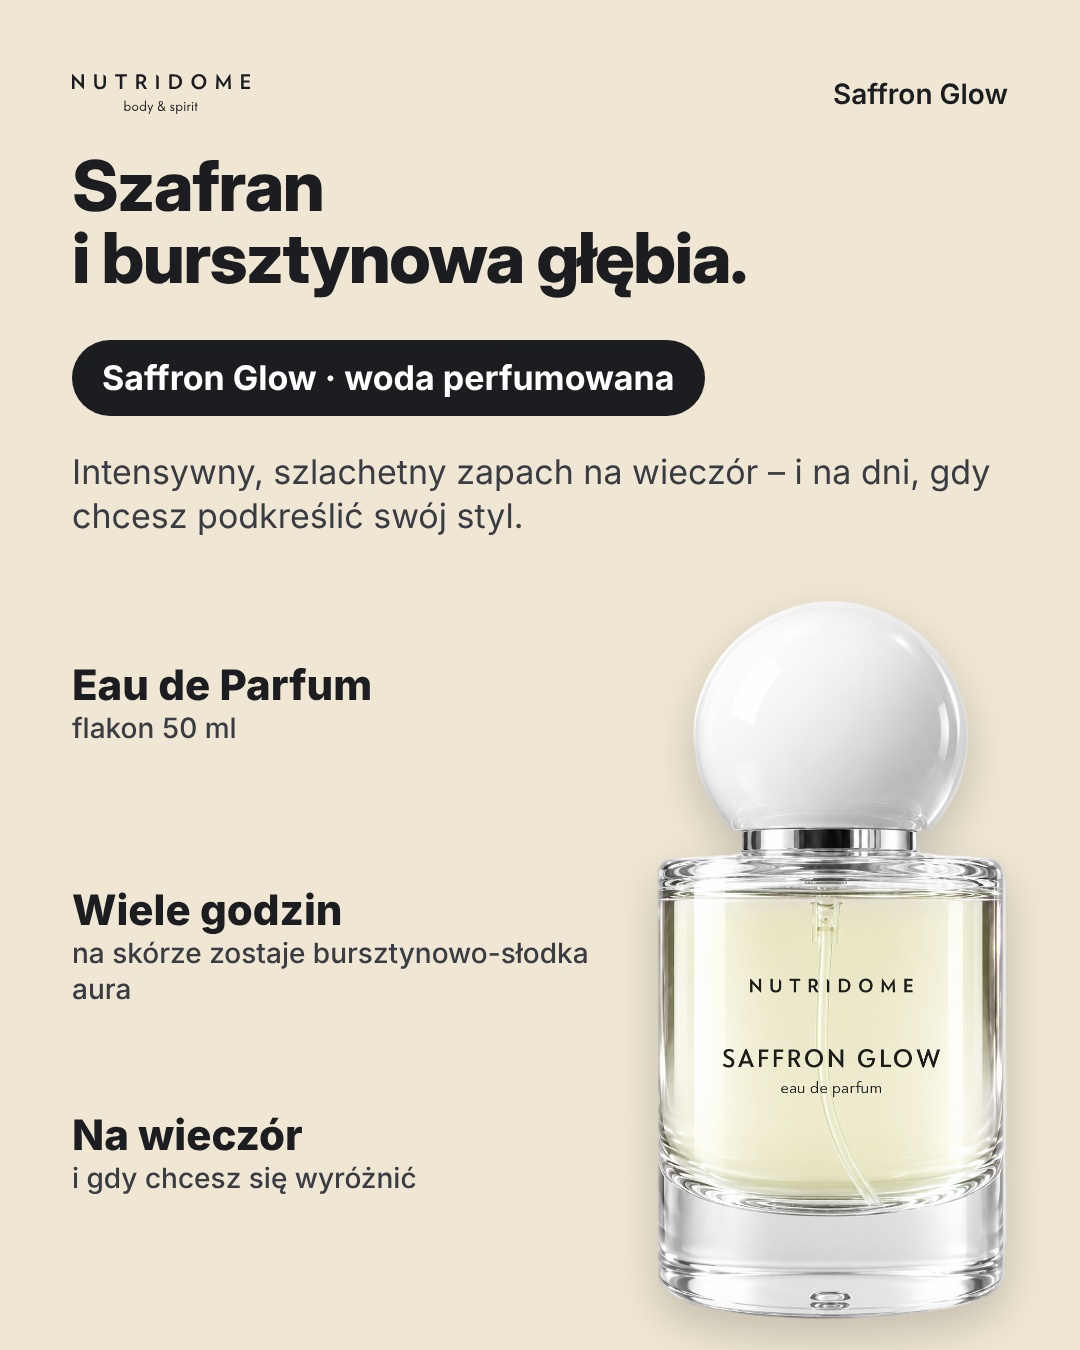 NUTRIDOME
body & spirit
Saffron Glow
Szafran
i bursztynowa głębia.
Saffron Glow · woda perfumowana
Intensywny, szlachetny zapach na wieczór – i na dni, gdy
chcesz podkreślić swój styl.
Eau de Parfum
flakon 50 ml
Wiele godzin
na skórze zostaje bursztynowo-słodka
aura
Na wieczór
i gdy chcesz się wyróżnić
NUTRIDOME
SAFFRON GLOW
eau de parfum